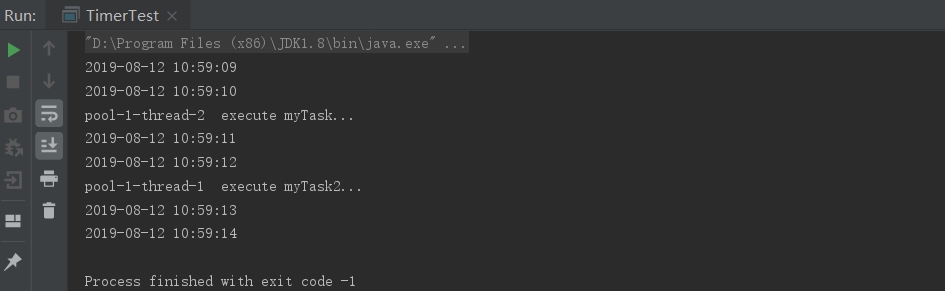 Run: TimerTest
"D:\Program Files (x86)\JDK1.8\bin\java.exe" ...
2019-08-12 10:59:09
2019-08-12 10:59:10
pool-1-thread-2  execute myTask...
2019-08-12 10:59:11
2019-08-12 10:59:12
pool-1-thread-1  execute myTask2...
2019-08-12 10:59:13
2019-08-12 10:59:14
Process finished with exit code -1